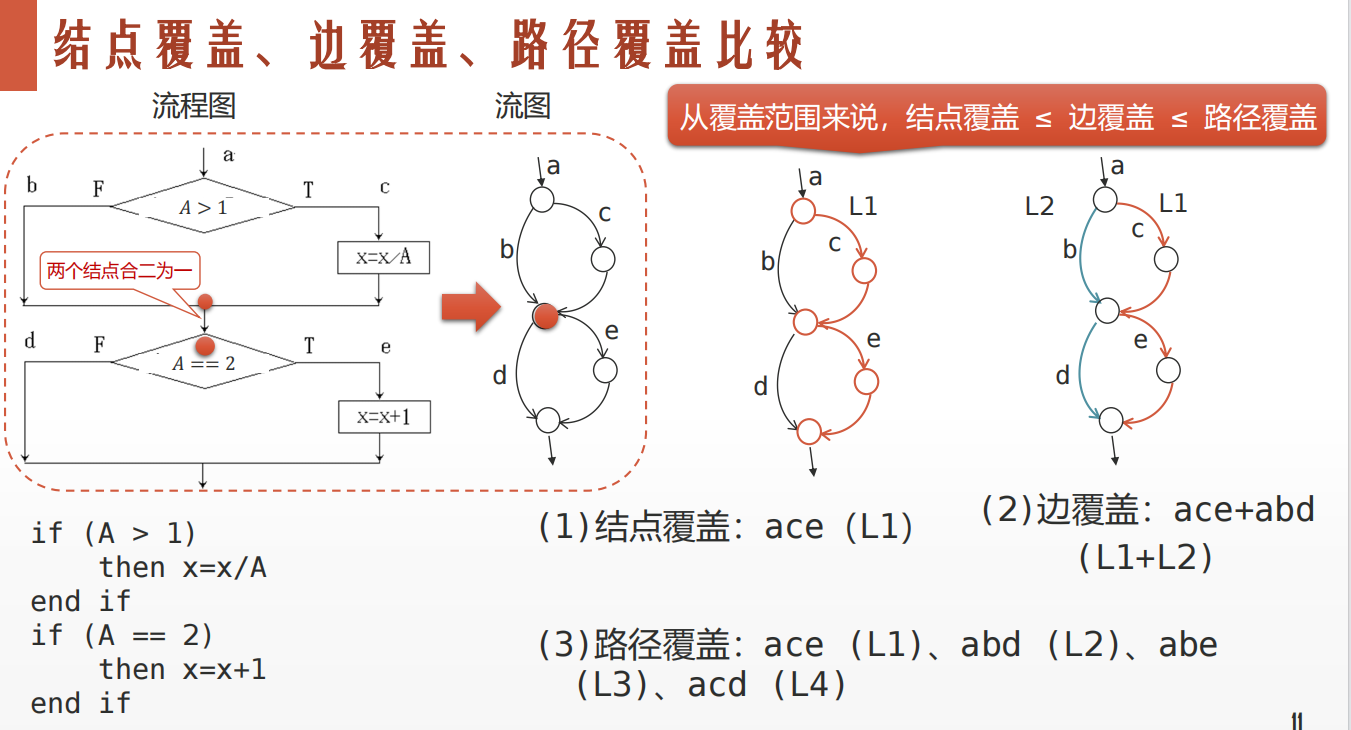 结点覆盖、边覆盖、路径覆盖比较
流程图
流图
从覆盖范围来说，结点覆盖 ≤ 边覆盖 ≤ 路径覆盖
a
b
F
A > 1
T
c
x=x/A
两个结点合二为一
d
F
A == 2
T
e
x=x+1
a
c
b
e
d
a
L1
c
b
e
d
a
L2
L1
c
b
e
d
if (A > 1)
then x=x/A
end if
if (A == 2)
then x=x+1
end if
(1)结点覆盖：ace（L1）
(2)边覆盖：ace+abd
(L1+L2)
(3)路径覆盖：ace (L1)、abd (L2)、abe
(L3)、acd (L4)
11